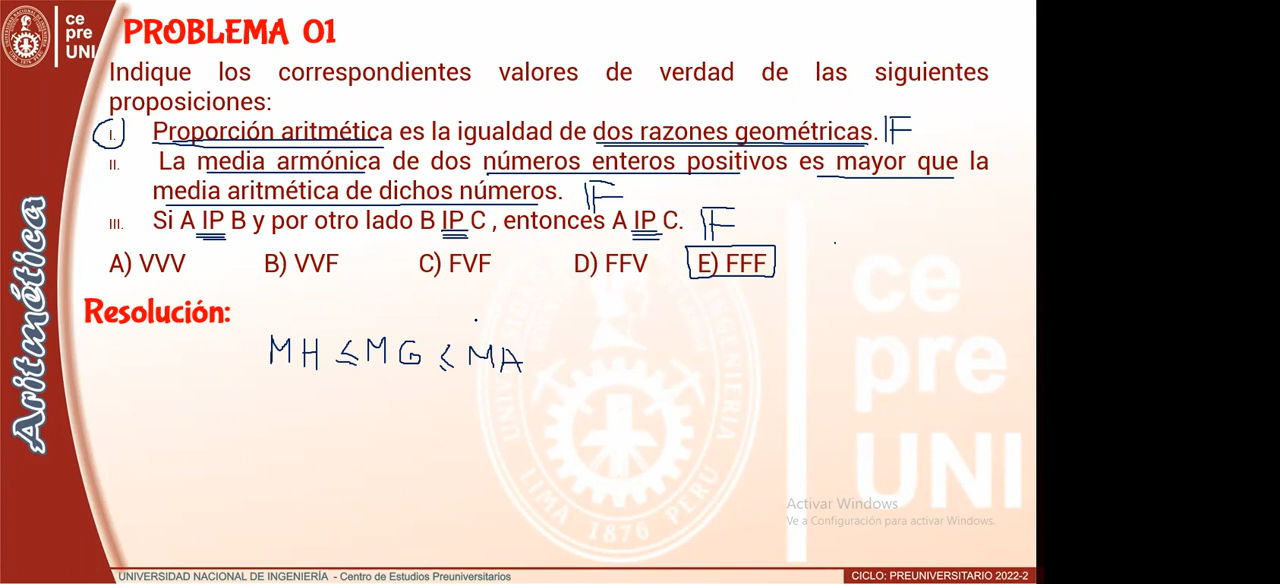 ce
pre
UNI
PROBLEMA 01
Indique los correspondientes valores de verdad de las siguientes
proposiciones:
I. Proporción aritmética es la igualdad de dos razones geométricas. F
II. La media armónica de dos números enteros positivos es mayor que la
media aritmética de dichos números. F
III. Si A IP B y por otro lado B IP C , entonces A IP C. F
A) VVV B) VVF C) FVF D) FFV E) FFF
Resolución:
MH ≤ MG ≤ MA
Aritmética
ce
pre
UNI
LIMA 1876 PERU
Activar Windows
Ve a Configuración para activar Windows.
UNIVERSIDAD NACIONAL DE INGENIERÍA - Centro de Estudios Preuniversitarios
CICLO: PREUNIVERSITARIO 2022-2